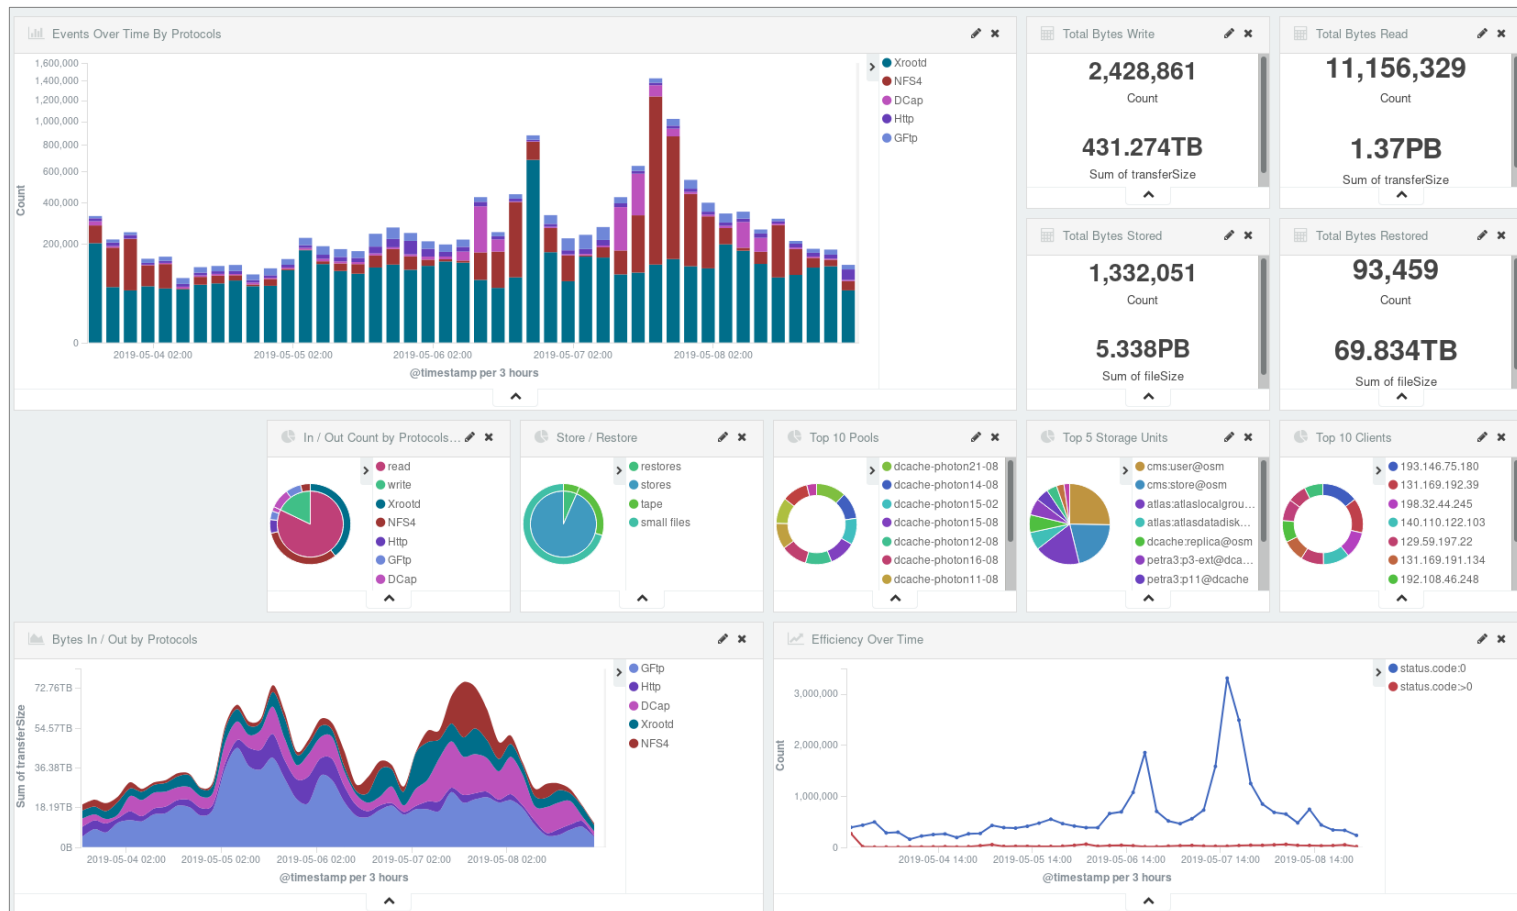 Events Over Time By Protocols
1,600,000
1,400,000
1,200,000
1,000,000
800,000
600,000
400,000
200,000
0
Count
2019-05-04 02:00
2019-05-05 02:00
2019-05-06 02:00
2019-05-07 02:00
2019-05-08 02:00
@timestamp per 3 hours
Xrootd
NFS4
DCap
Http
GFtp
Total Bytes Write
2,428,861
Count
431.274TB
Sum of transferSize
Total Bytes Read
11,156,329
Count
1.37PB
Sum of transferSize
Total Bytes Stored
1,332,051
Count
5.338PB
Sum of fileSize
Total Bytes Restored
93,459
Count
69.834TB
Sum of fileSize
In / Out Count by Protocols...
read
write
Xrootd
NFS4
Http
GFtp
DCap
Store / Restore
restores
stores
tape
small files
Top 10 Pools
dcache-photon21-08
dcache-photon14-08
dcache-photon15-02
dcache-photon15-08
dcache-photon12-08
dcache-photon16-08
dcache-photon11-08
Top 5 Storage Units
cms:user@osm
cms:store@osm
atlas:atlaslocalgrou...
atlas:atlasdatadisk...
dcache:replica@osm
petra3:p3-ext@dca...
petra3:p11@dcache
Top 10 Clients
193.146.75.180
131.169.192.39
198.32.44.245
140.110.122.103
129.59.197.22
131.169.191.134
192.108.46.248
Bytes In / Out by Protocols
72.76TB
54.57TB
36.38TB
18.19TB
0B
Sum of transferSize
2019-05-04 02:00
2019-05-05 02:00
2019-05-06 02:00
2019-05-07 02:00
2019-05-08 02:00
@timestamp per 3 hours
GFtp
Http
DCap
Xrootd
NFS4
Efficiency Over Time
3,000,000
2,000,000
1,000,000
0
Count
2019-05-04 14:00
2019-05-05 14:00
2019-05-06 14:00
2019-05-07 14:00
2019-05-08 14:00
@timestamp per 3 hours
status.code:0
status.code:>0